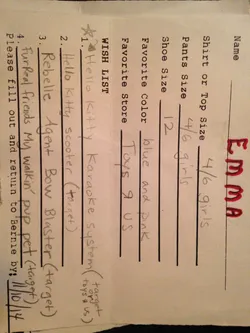 Name EMMA
Shirt or Top Size 4/6 girls
Pants Size 4/6 girls
Shoe Size 12
Favorite Color blue and pink
Favorite Store Toys R US
WISH LIST
1. Hello Kitty Karaoke system (target or toys r us)
2. Hello Kitty scooter (target)
3. Rebelle Agent Bow Blaster (target)
4. Furreal friends My walkin' pup pet (target)
please fill out and return to Bernie by: 11/10/14